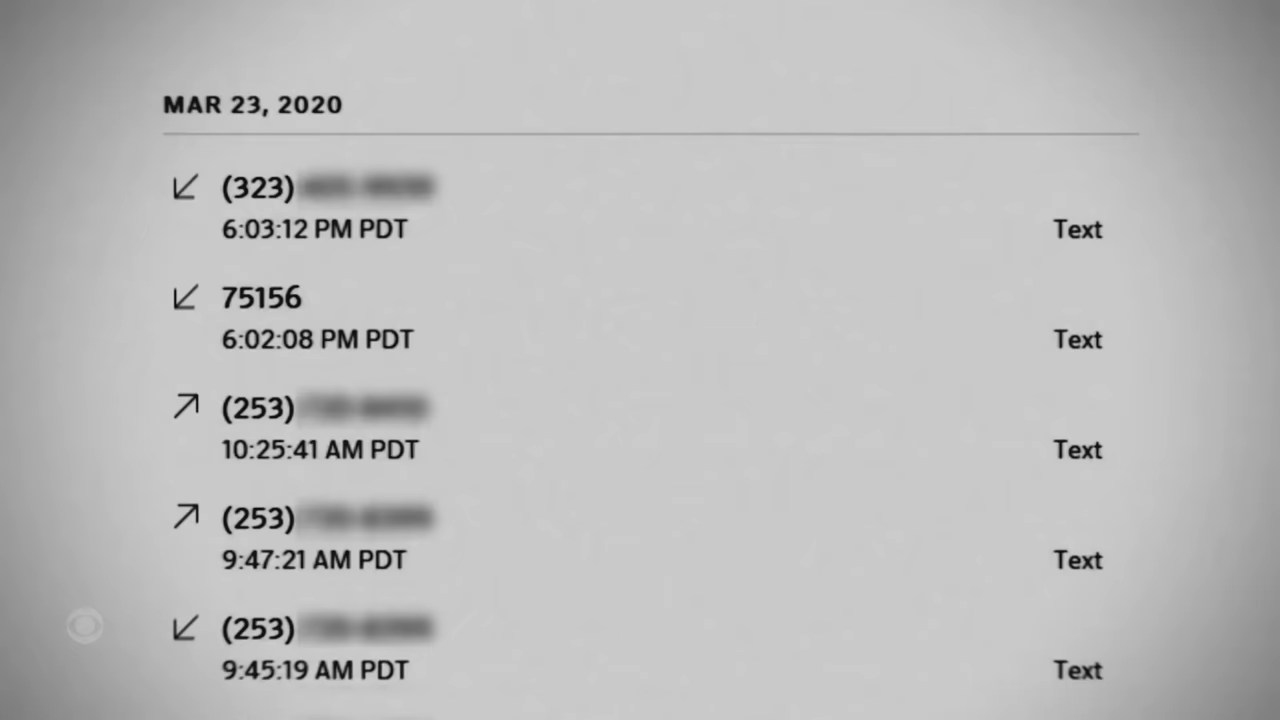 MAR 23, 2020
(323)
6:03:12 PM PDT Text
75156
6:02:08 PM PDT Text
(253)
10:25:41 AM PDT Text
(253)
9:47:21 AM PDT Text
(253)
9:45:19 AM PDT Text